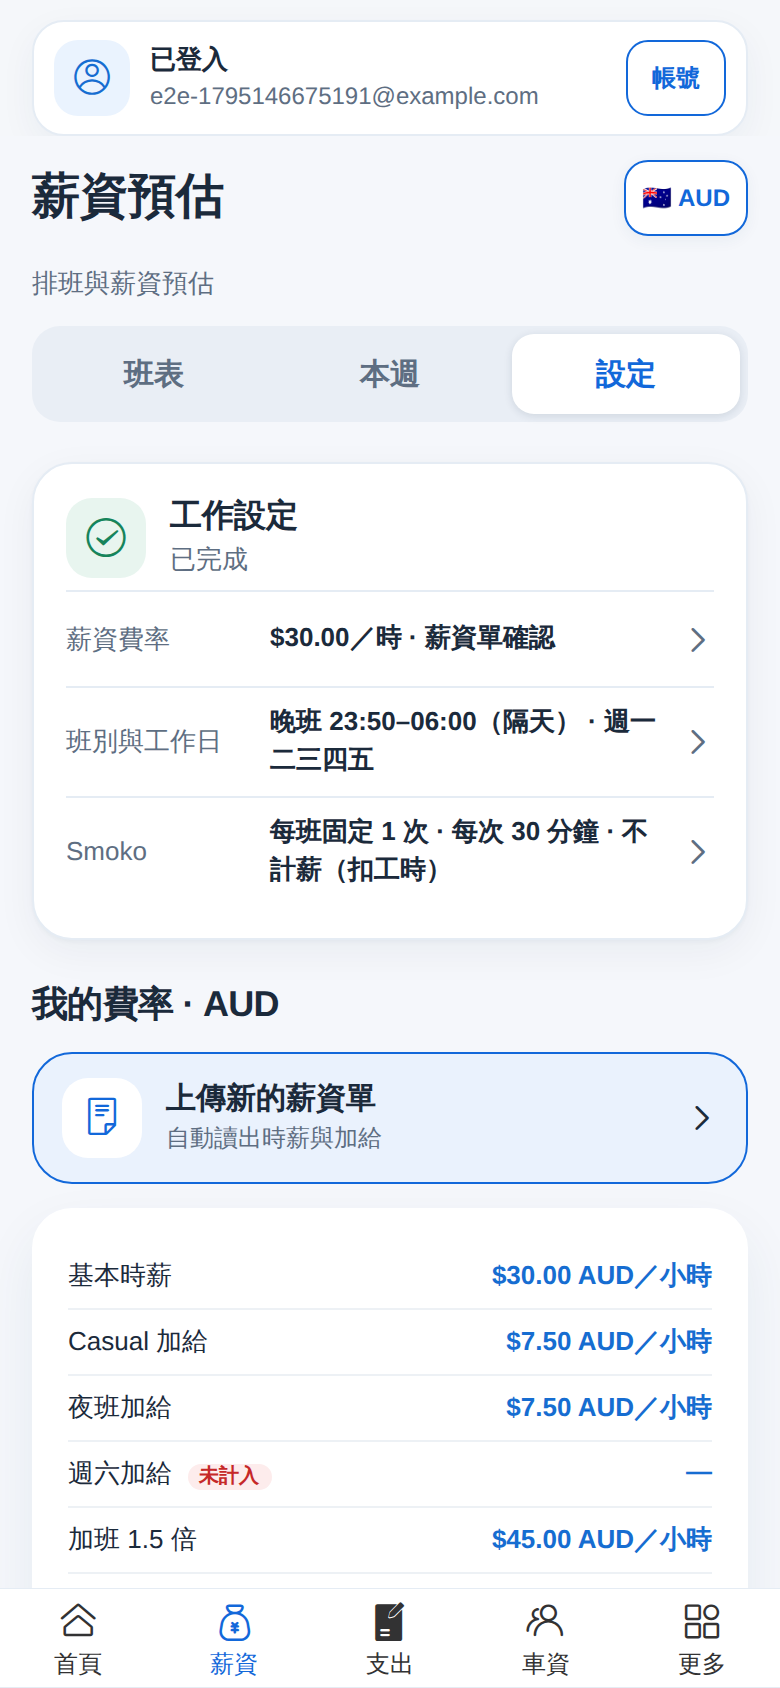 已登入
e2e-1795146675191@example.com
帳號
薪資預估
🇦🇺 AUD
排班與薪資預估
班表
本週
設定
工作設定
已完成
薪資費率
$30.00／時 · 薪資單確認
班別與工作日
晚班 23:50–06:00（隔天） · 週一
二三四五
Smoko
每班固定 1 次 · 每次 30 分鐘 · 不
計薪（扣工時）
我的費率 · AUD
上傳新的薪資單
自動讀出時薪與加給
基本時薪
$30.00 AUD／小時
Casual 加給
$7.50 AUD／小時
夜班加給
$7.50 AUD／小時
週六加給 未計入
—
加班 1.5 倍
$45.00 AUD／小時
首頁
薪資
支出
車資
更多